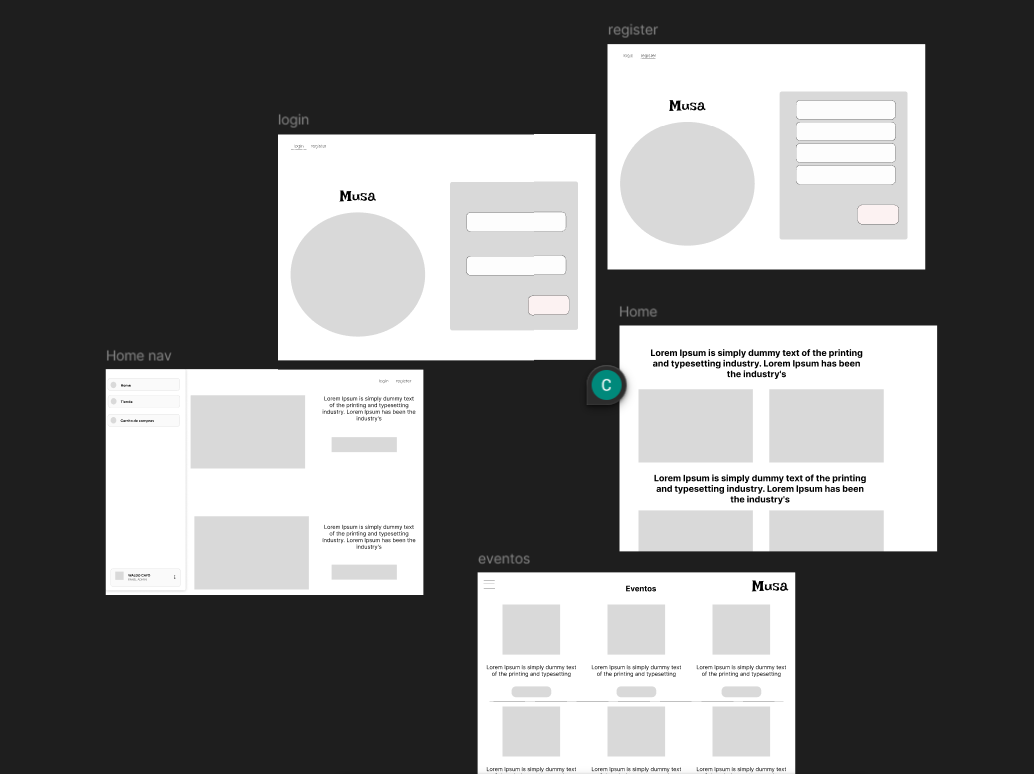 register
login register
Musa
login
login register
Musa
Home
Lorem Ipsum is simply dummy text of the printing
and typesetting industry. Lorem Ipsum has been
the industry's
C
Lorem Ipsum is simply dummy text of the printing
and typesetting industry. Lorem Ipsum has been
the industry's
Home nav
Home
Tienda
Carrito de compras
login register
Lorem Ipsum is simply dummy text
of the printing and typesetting
industry. Lorem Ipsum has been the
industry's
Lorem Ipsum is simply dummy text
of the printing and typesetting
industry. Lorem Ipsum has been the
industry's
eventos
Eventos
Musa
Lorem Ipsum is simply dummy text
of the printing and typesetting
Lorem Ipsum is simply dummy text
of the printing and typesetting
Lorem Ipsum is simply dummy text
of the printing and typesetting
Lorem Ipsum is simply dummy text
Lorem Ipsum is simply dummy text
Lorem Ipsum is simply dummy text